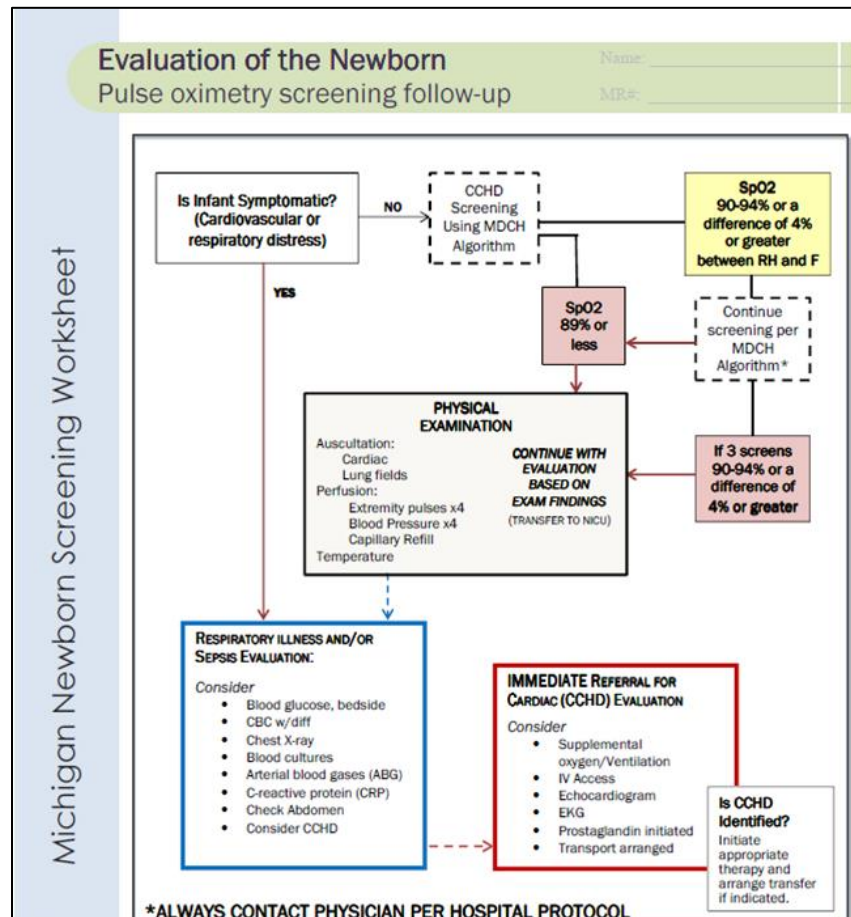 Michigan Newborn Screening Worksheet
Evaluation of the Newborn
Pulse oximetry screening follow-up
Name:
MR#:
Is Infant Symptomatic?
(Cardiovascular or
respiratory distress)
NO
YES
CCHD
Screening
Using MDCH
Algorithm
SpO2
90-94% or a
difference of 4%
or greater
between RH and F
SpO2
89% or
less
Continue
screening per
MDCH
Algorithm*
If 3 screens
90-94% or a
difference of
4% or greater
PHYSICAL
EXAMINATION
Auscultation:
Cardiac
Lung fields
Perfusion:
Extremity pulses x4
Blood Pressure x4
Capillary Refill
Temperature
CONTINUE WITH
EVALUATION
BASED ON
EXAM FINDINGS
(TRANSFER TO NICU)
RESPIRATORY ILLNESS AND/OR
SEPSIS EVALUATION:
Consider
• Blood glucose, bedside
• CBC w/diff
• Chest X-ray
• Blood cultures
• Arterial blood gases (ABG)
• C-reactive protein (CRP)
• Check Abdomen
• Consider CCHD
IMMEDIATE REFERRAL FOR
CARDIAC (CCHD) EVALUATION
Consider
• Supplemental
oxygen/Ventilation
• IV Access
• Echocardiogram
• EKG
• Prostaglandin initiated
• Transport arranged
Is CCHD
Identified?
Initiate
appropriate
therapy and
arrange transfer
if indicated.
*ALWAYS CONTACT PHYSICIAN PER HOSPITAL PROTOCOL